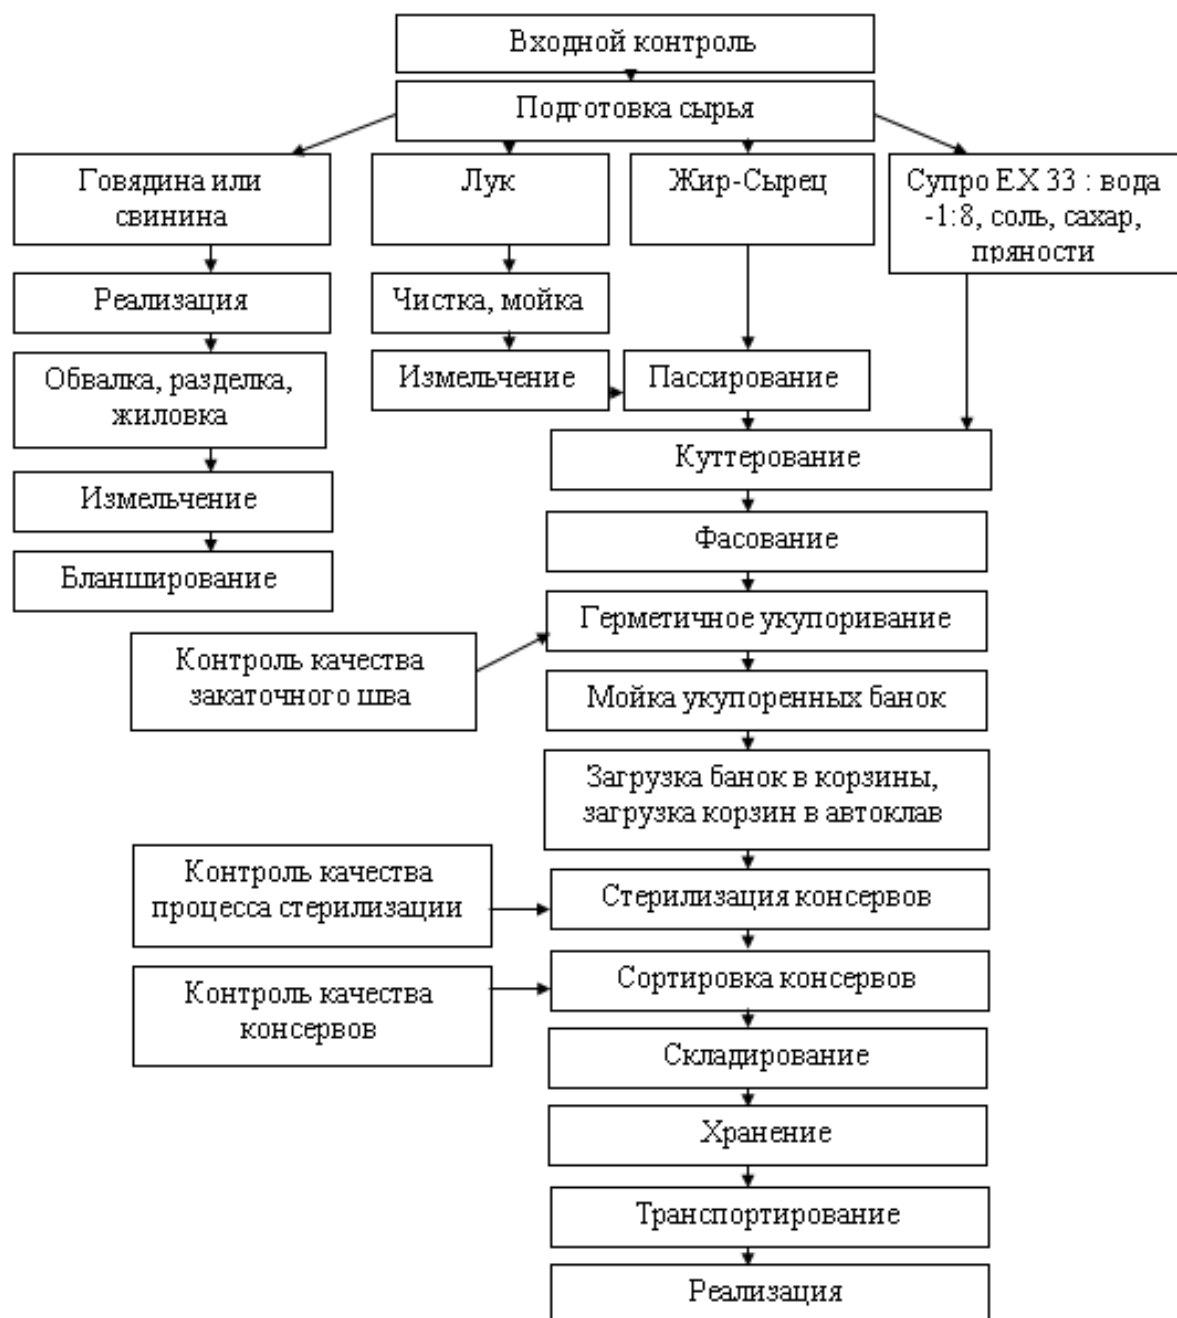 Входной контроль
Подготовка сырья
Говядина или
свинина
Лук
Жир-Сырец
Супро ЕХ 33 : вода
-1:8, соль, сахар,
пряности
Реализация
Чистка, мойка
Обвалка, разделка,
жиловка
Измельчение
Пассирование
Куттерование
Измельчение
Фасование
Бланширование
Герметичное укупоривание
Контроль качества
закаточного шва
Мойка укупоренных банок
Загрузка банок в корзины,
загрузка корзин в автоклав
Контроль качества
процесса стерилизации
Стерилизация консервов
Сортировка консервов
Контроль качества
консервов
Складирование
Хранение
Транспортирование
Реализация